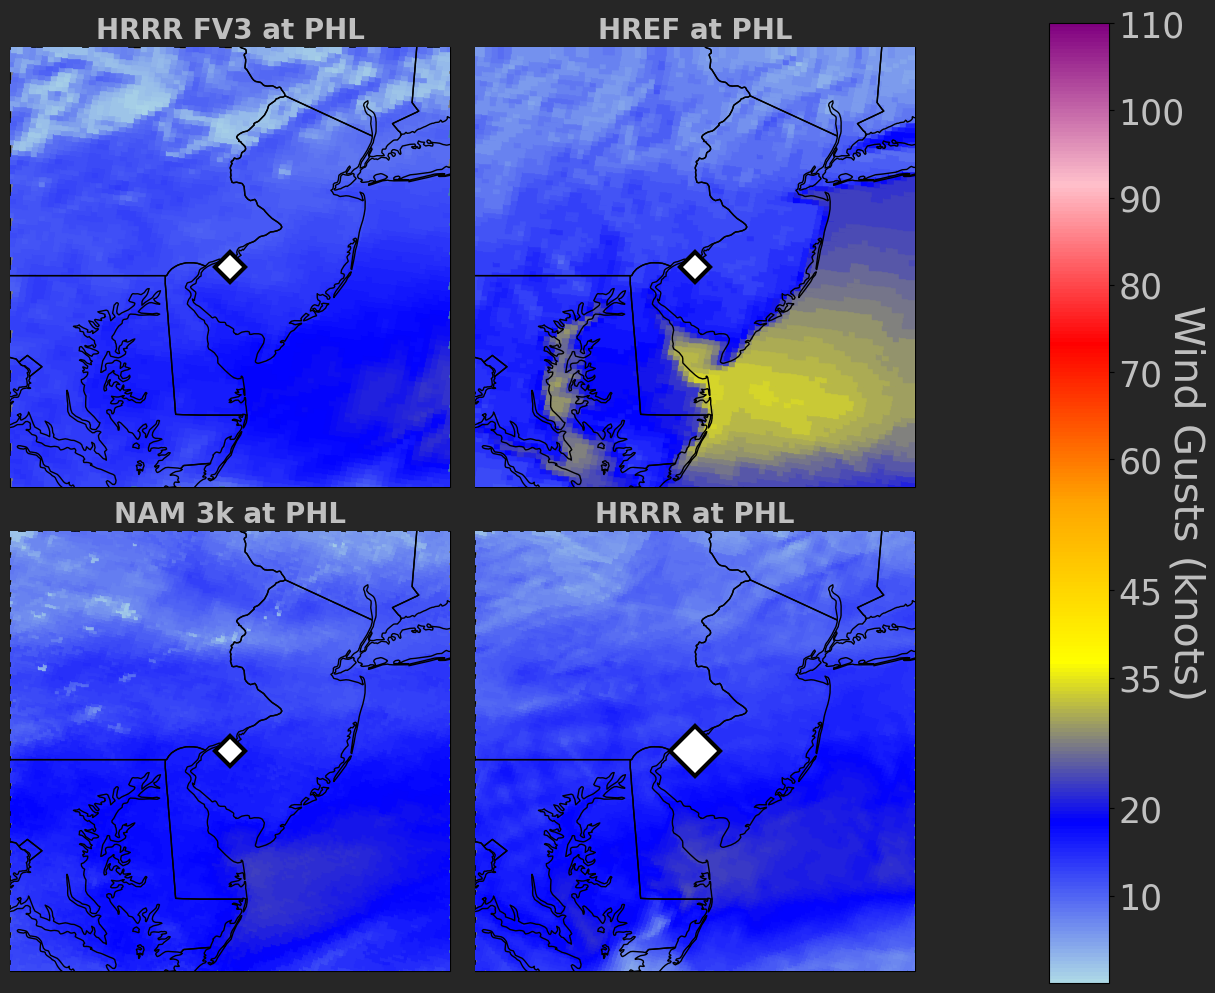 HRRR FV3 at PHL
HREF at PHL
NAM 3k at PHL
HRRR at PHL
110
100
90
80
70
60
45
35
20
10
Wind Gusts (knots)